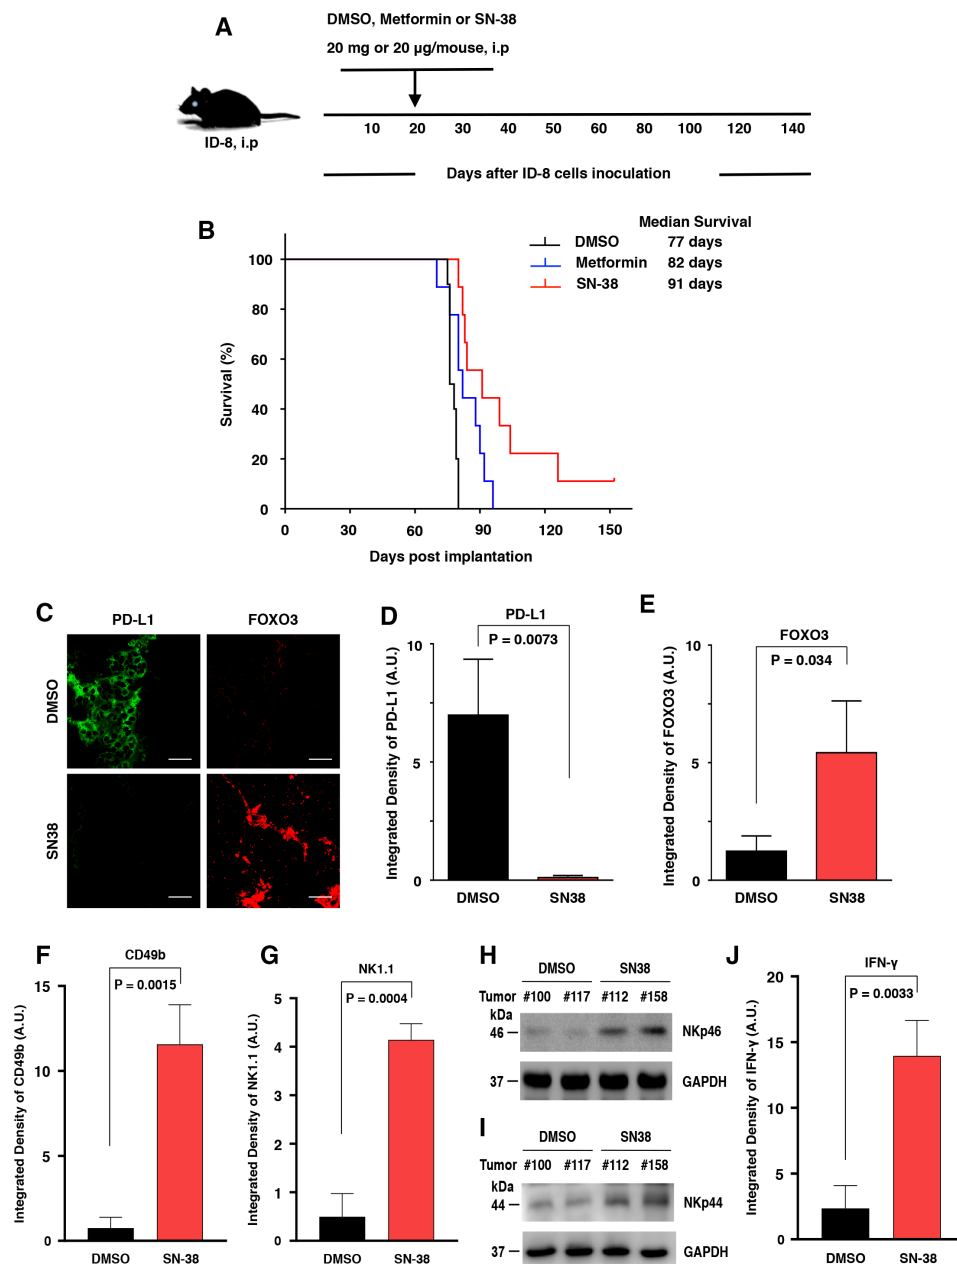 A
DMSO, Metformin or SN-38
20 mg or 20 µg/mouse, i.p
ID-8, i.p
10 20 30 40 50 60 70 80 100 120 140
Days after ID-8 cells inoculation
B
Median Survival
DMSO 77 days
Metformin 82 days
SN-38 91 days
Survival (%)
100
80
60
40
20
0
0 30 60 90 120 150
Days post implantation
C
PD-L1 FOXO3
DMSO
SN38
D
PD-L1
P = 0.0073
Integrated Density of PD-L1 (A.U.)
10
5
0
DMSO SN38
E
FOXO3
P = 0.034
Integrated Density of FOXO3 (A.U.)
10
5
0
DMSO SN38
F
CD49b
P = 0.0015
Integrated Density of CD49b (A.U.)
15
10
5
0
DMSO SN-38
G
NK1.1
P = 0.0004
Integrated Density of NK1.1 (A.U.)
5
4
3
2
1
0
DMSO SN-38
H
DMSO SN38
Tumor #100 #117 #112 #158
kDa
46 NKp46
37 GAPDH
I
DMSO SN38
Tumor #100 #117 #112 #158
kDa
44 NKp44
37 GAPDH
J
IFN-γ
P = 0.0033
Integrated Density of IFN-γ (A.U.)
20
15
10
5
0
DMSO SN-38